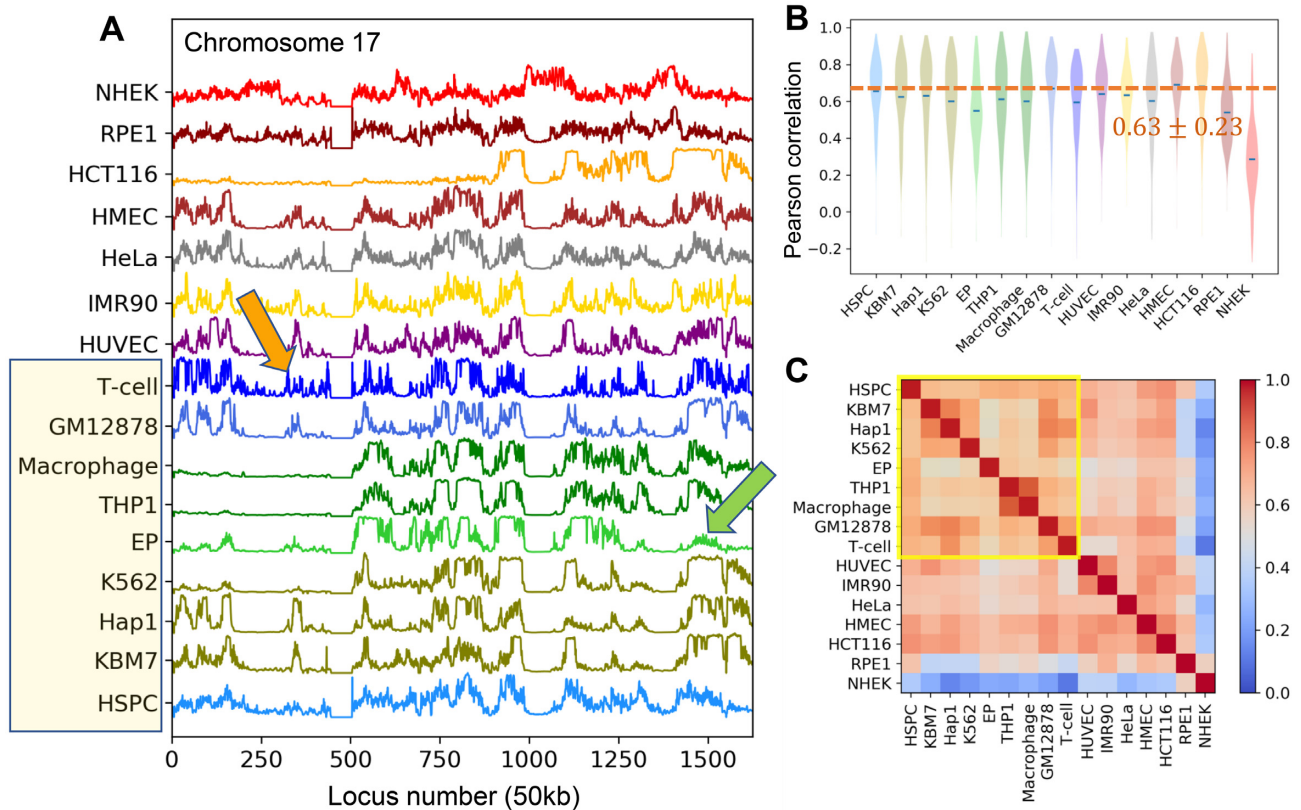 A
Chromosome 17
NHEK
RPE1
HCT116
HMEC
HeLa
IMR90
HUVEC
T-cell
GM12878
Macrophage
THP1
EP
K562
Hap1
KBM7
HSPC
0 250 500 750 1000 1250 1500
Locus number (50kb)
B
Pearson correlation
0.8
0.6
0.4
0.2
0.0
−0.2
0.63 ± 0.23
HSPC KBM7 Hap1 K562 EP THP1 Macrophage GM12878 T-cell HUVEC IMR90 HeLa HMEC HCT116 RPE1 NHEK
C
HSPC
KBM7
Hap1
K562
EP
THP1
Macrophage
GM12878
T-cell
HUVEC
IMR90
HeLa
HMEC
HCT116
RPE1
NHEK
HSPC KBM7 Hap1 K562 EP THP1 Macrophage GM12878 T-cell HUVEC IMR90 HeLa HMEC HCT116 RPE1 NHEK
1.0
0.8
0.6
0.4
0.2
0.0